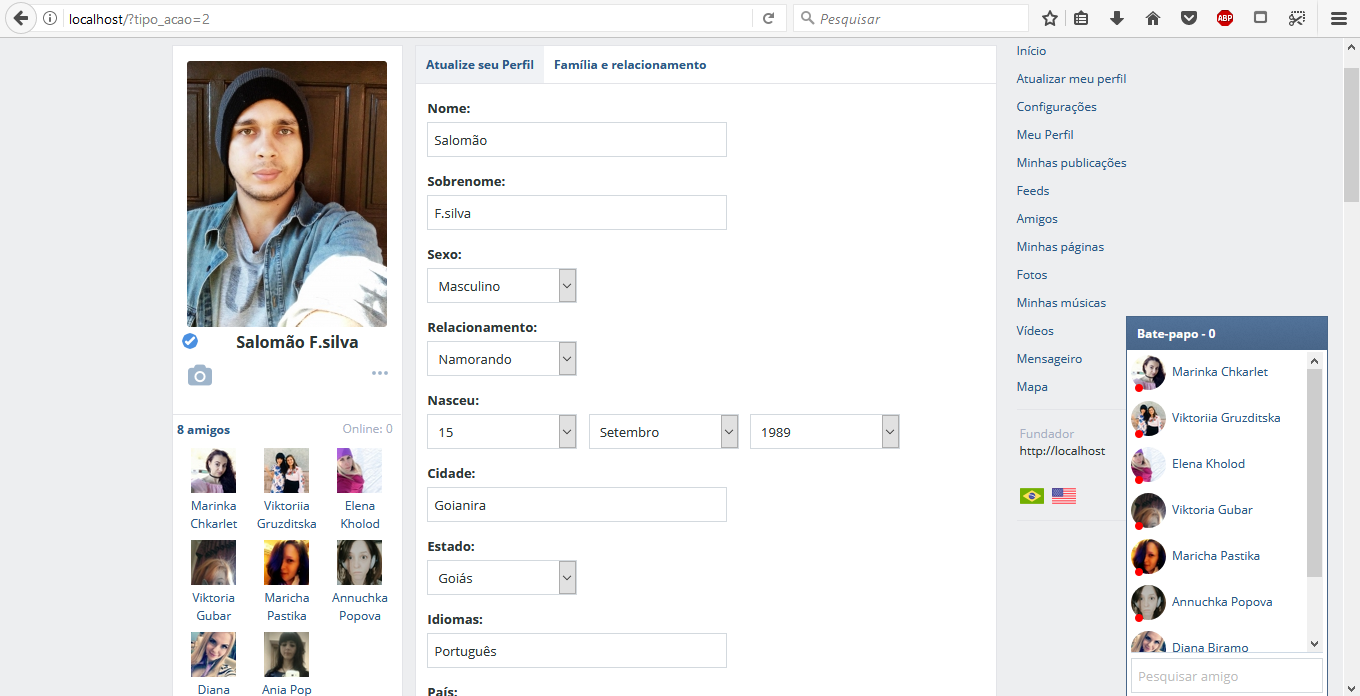 localhost/?tipo_acao=2
Pesquisar
ABP
Salomão F.silva
8 amigos
Online: 0
Marinka Chkarlet
Viktoriia Gruzditska
Elena Kholod
Viktoria Gubar
Maricha Pastika
Annuchka Popova
Diana
Ania Pop
Atualize seu Perfil
Família e relacionamento
Nome:
Salomão
Sobrenome:
F.silva
Sexo:
Masculino
Relacionamento:
Namorando
Nasceu:
15
Setembro
1989
Cidade:
Goianira
Estado:
Goiás
Idiomas:
Português
País:
Início
Atualizar meu perfil
Configurações
Meu Perfil
Minhas publicações
Feeds
Amigos
Minhas páginas
Fotos
Minhas músicas
Vídeos
Mensageiro
Mapa
Fundador
http://localhost
Bate-papo - 0
Marinka Chkarlet
Viktoriia Gruzditska
Elena Kholod
Viktoria Gubar
Maricha Pastika
Annuchka Popova
Diana Biramo
Pesquisar amigo